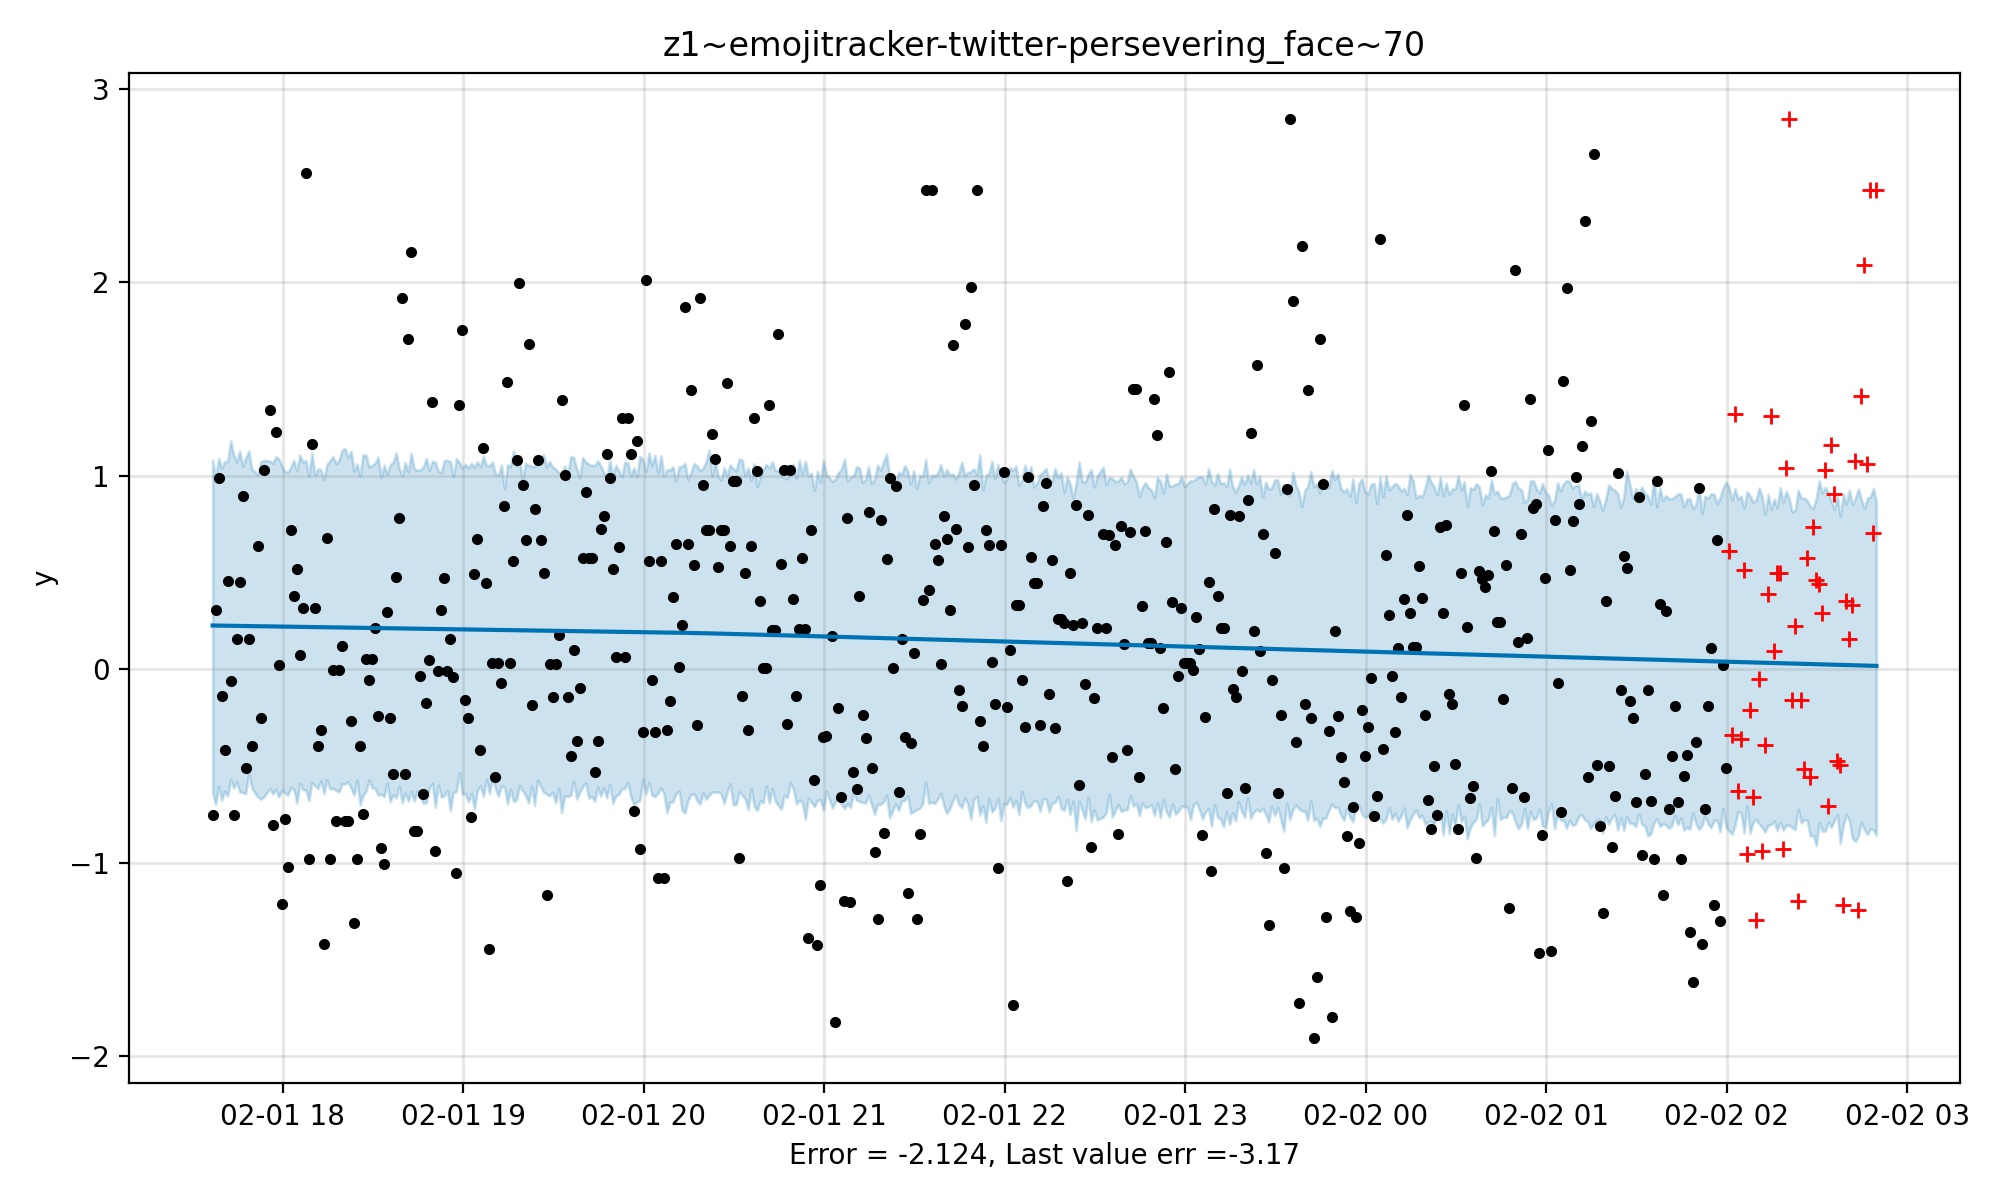 z1~emojitracker-twitter-persevering_face~70
3
2
1
0
−1
−2
y
02-01 18 02-01 19 02-01 20 02-01 21 02-01 22 02-01 23 02-02 00 02-02 01 02-02 02 02-02 03
Error = -2.124, Last value err =-3.17